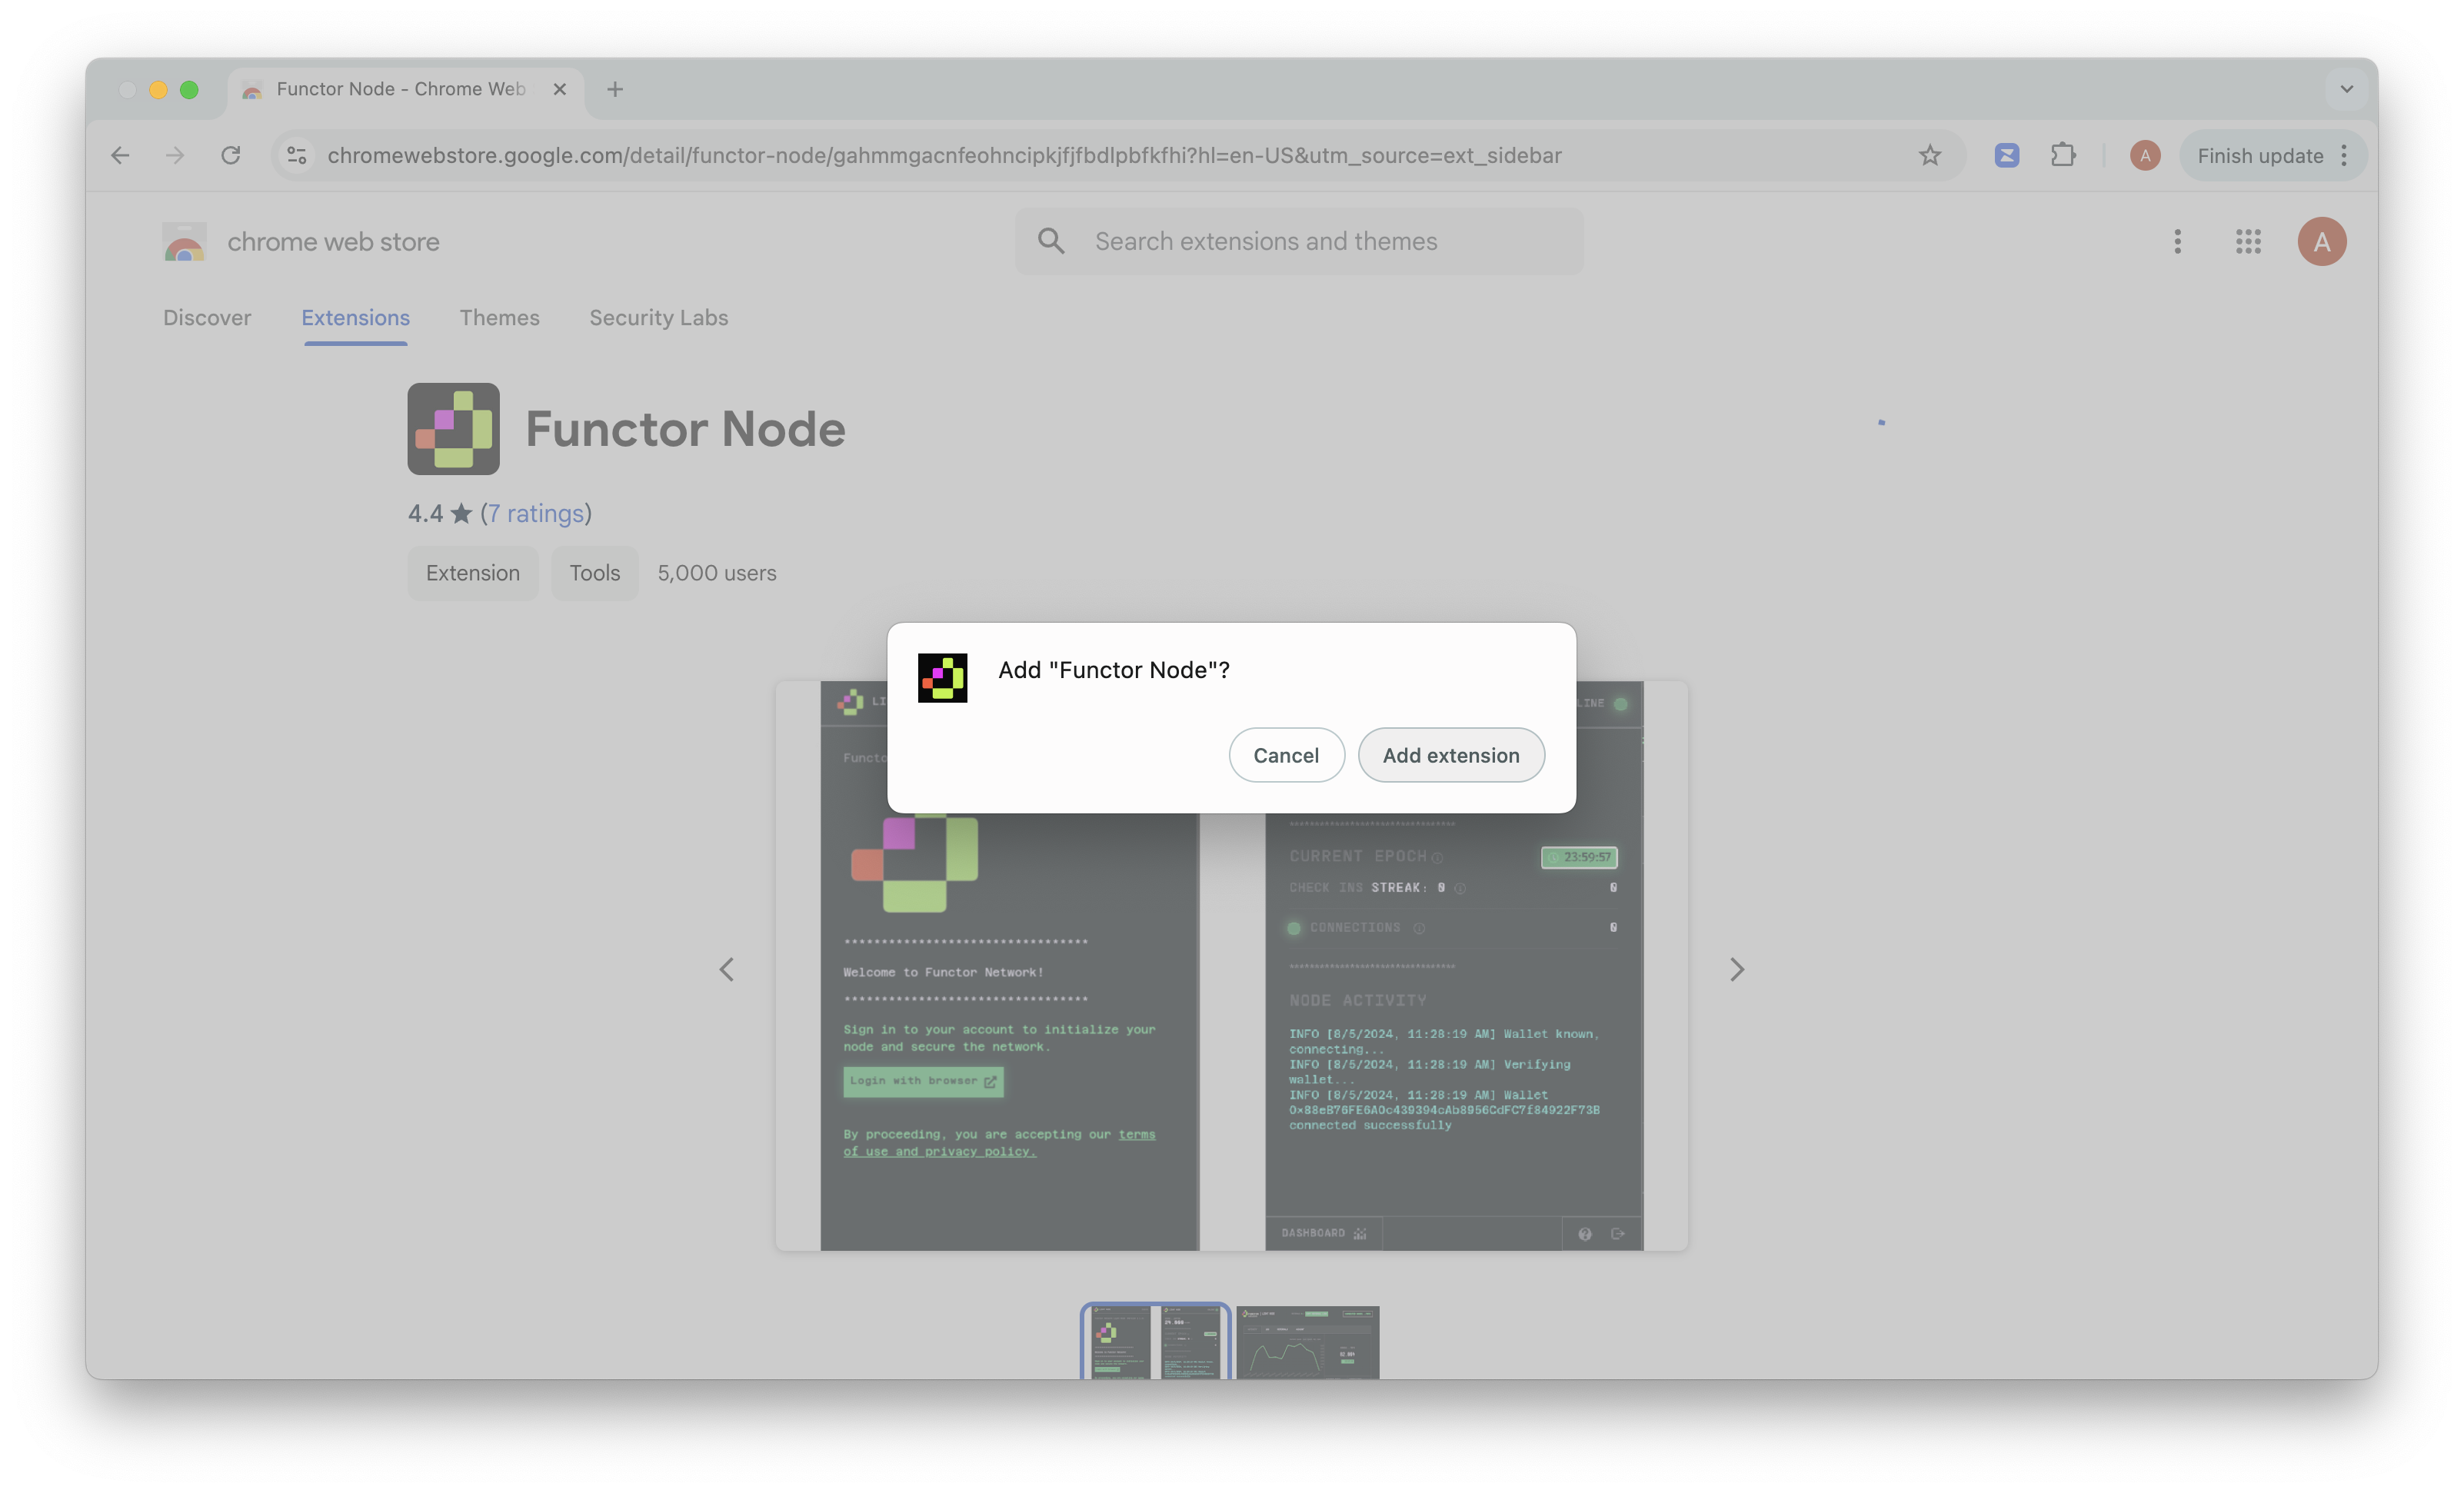 Functor Node - Chrome Web
chromewebstore.google.com/detail/functor-node/gahmmgacnfeohncipkjfjfbdlpbfkfhi?hl=en-US&utm_source=ext_sidebar
A
Finish update
chrome web store
Search extensions and themes
A
Discover
Extensions
Themes
Security Labs
Functor Node
4.4 ★ (7 ratings)
Extension
Tools
5,000 users
Add "Functor Node"?
Cancel
Add extension
Welcome to Functor Network!
Sign in to your account to initialize your
node and secure the network.
Login with browser
By proceeding, you are accepting our terms
of use and privacy policy.
CURRENT EPOCH
23:59:57
CHECK INS STREAK: 0
0
CONNECTIONS
0
NODE ACTIVITY
INFO [8/5/2024, 11:28:19 AM] Wallet known,
connecting...
INFO [8/5/2024, 11:28:19 AM] Verifying
wallet...
INFO [8/5/2024, 11:28:19 AM] Wallet
0x88eB76FE6A0c439394cAb8956CdFC7f84922F73B
connected successfully
DASHBOARD